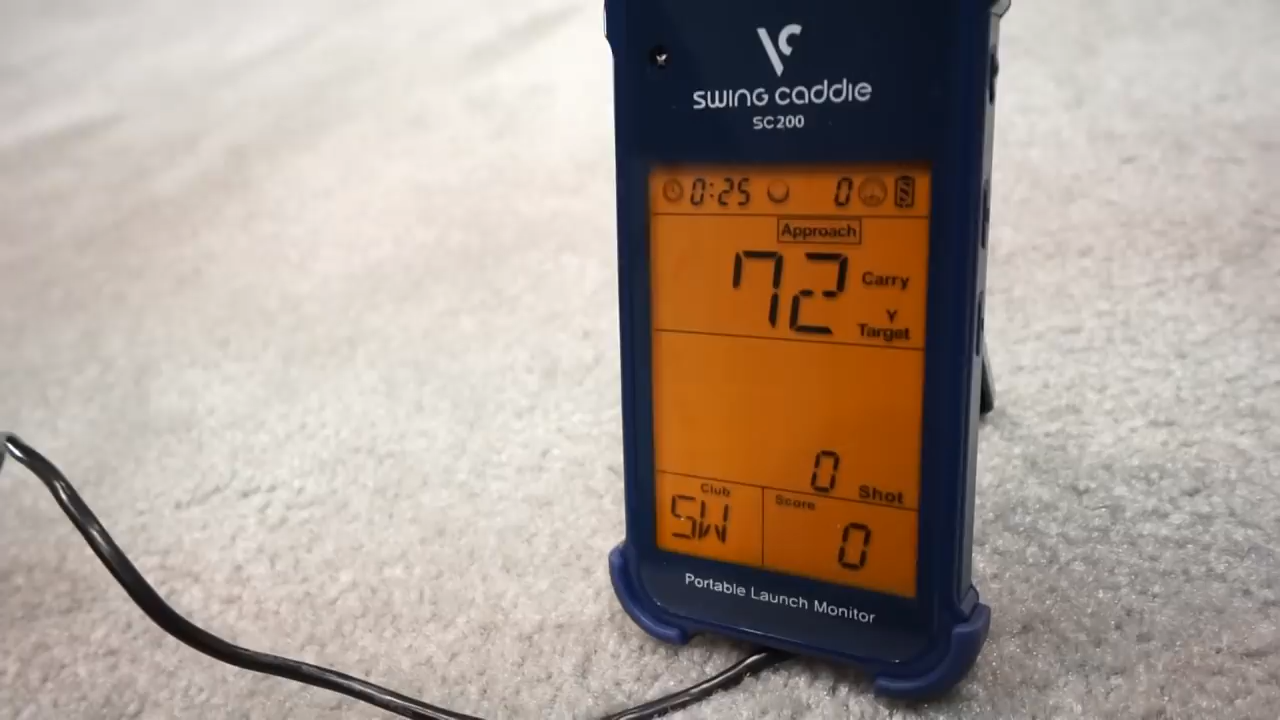 swing caddie
SC200
0:25 0
Approach
72 Carry
Y
Target
0 Shot
Club Score
SW 0
Portable Launch Monitor